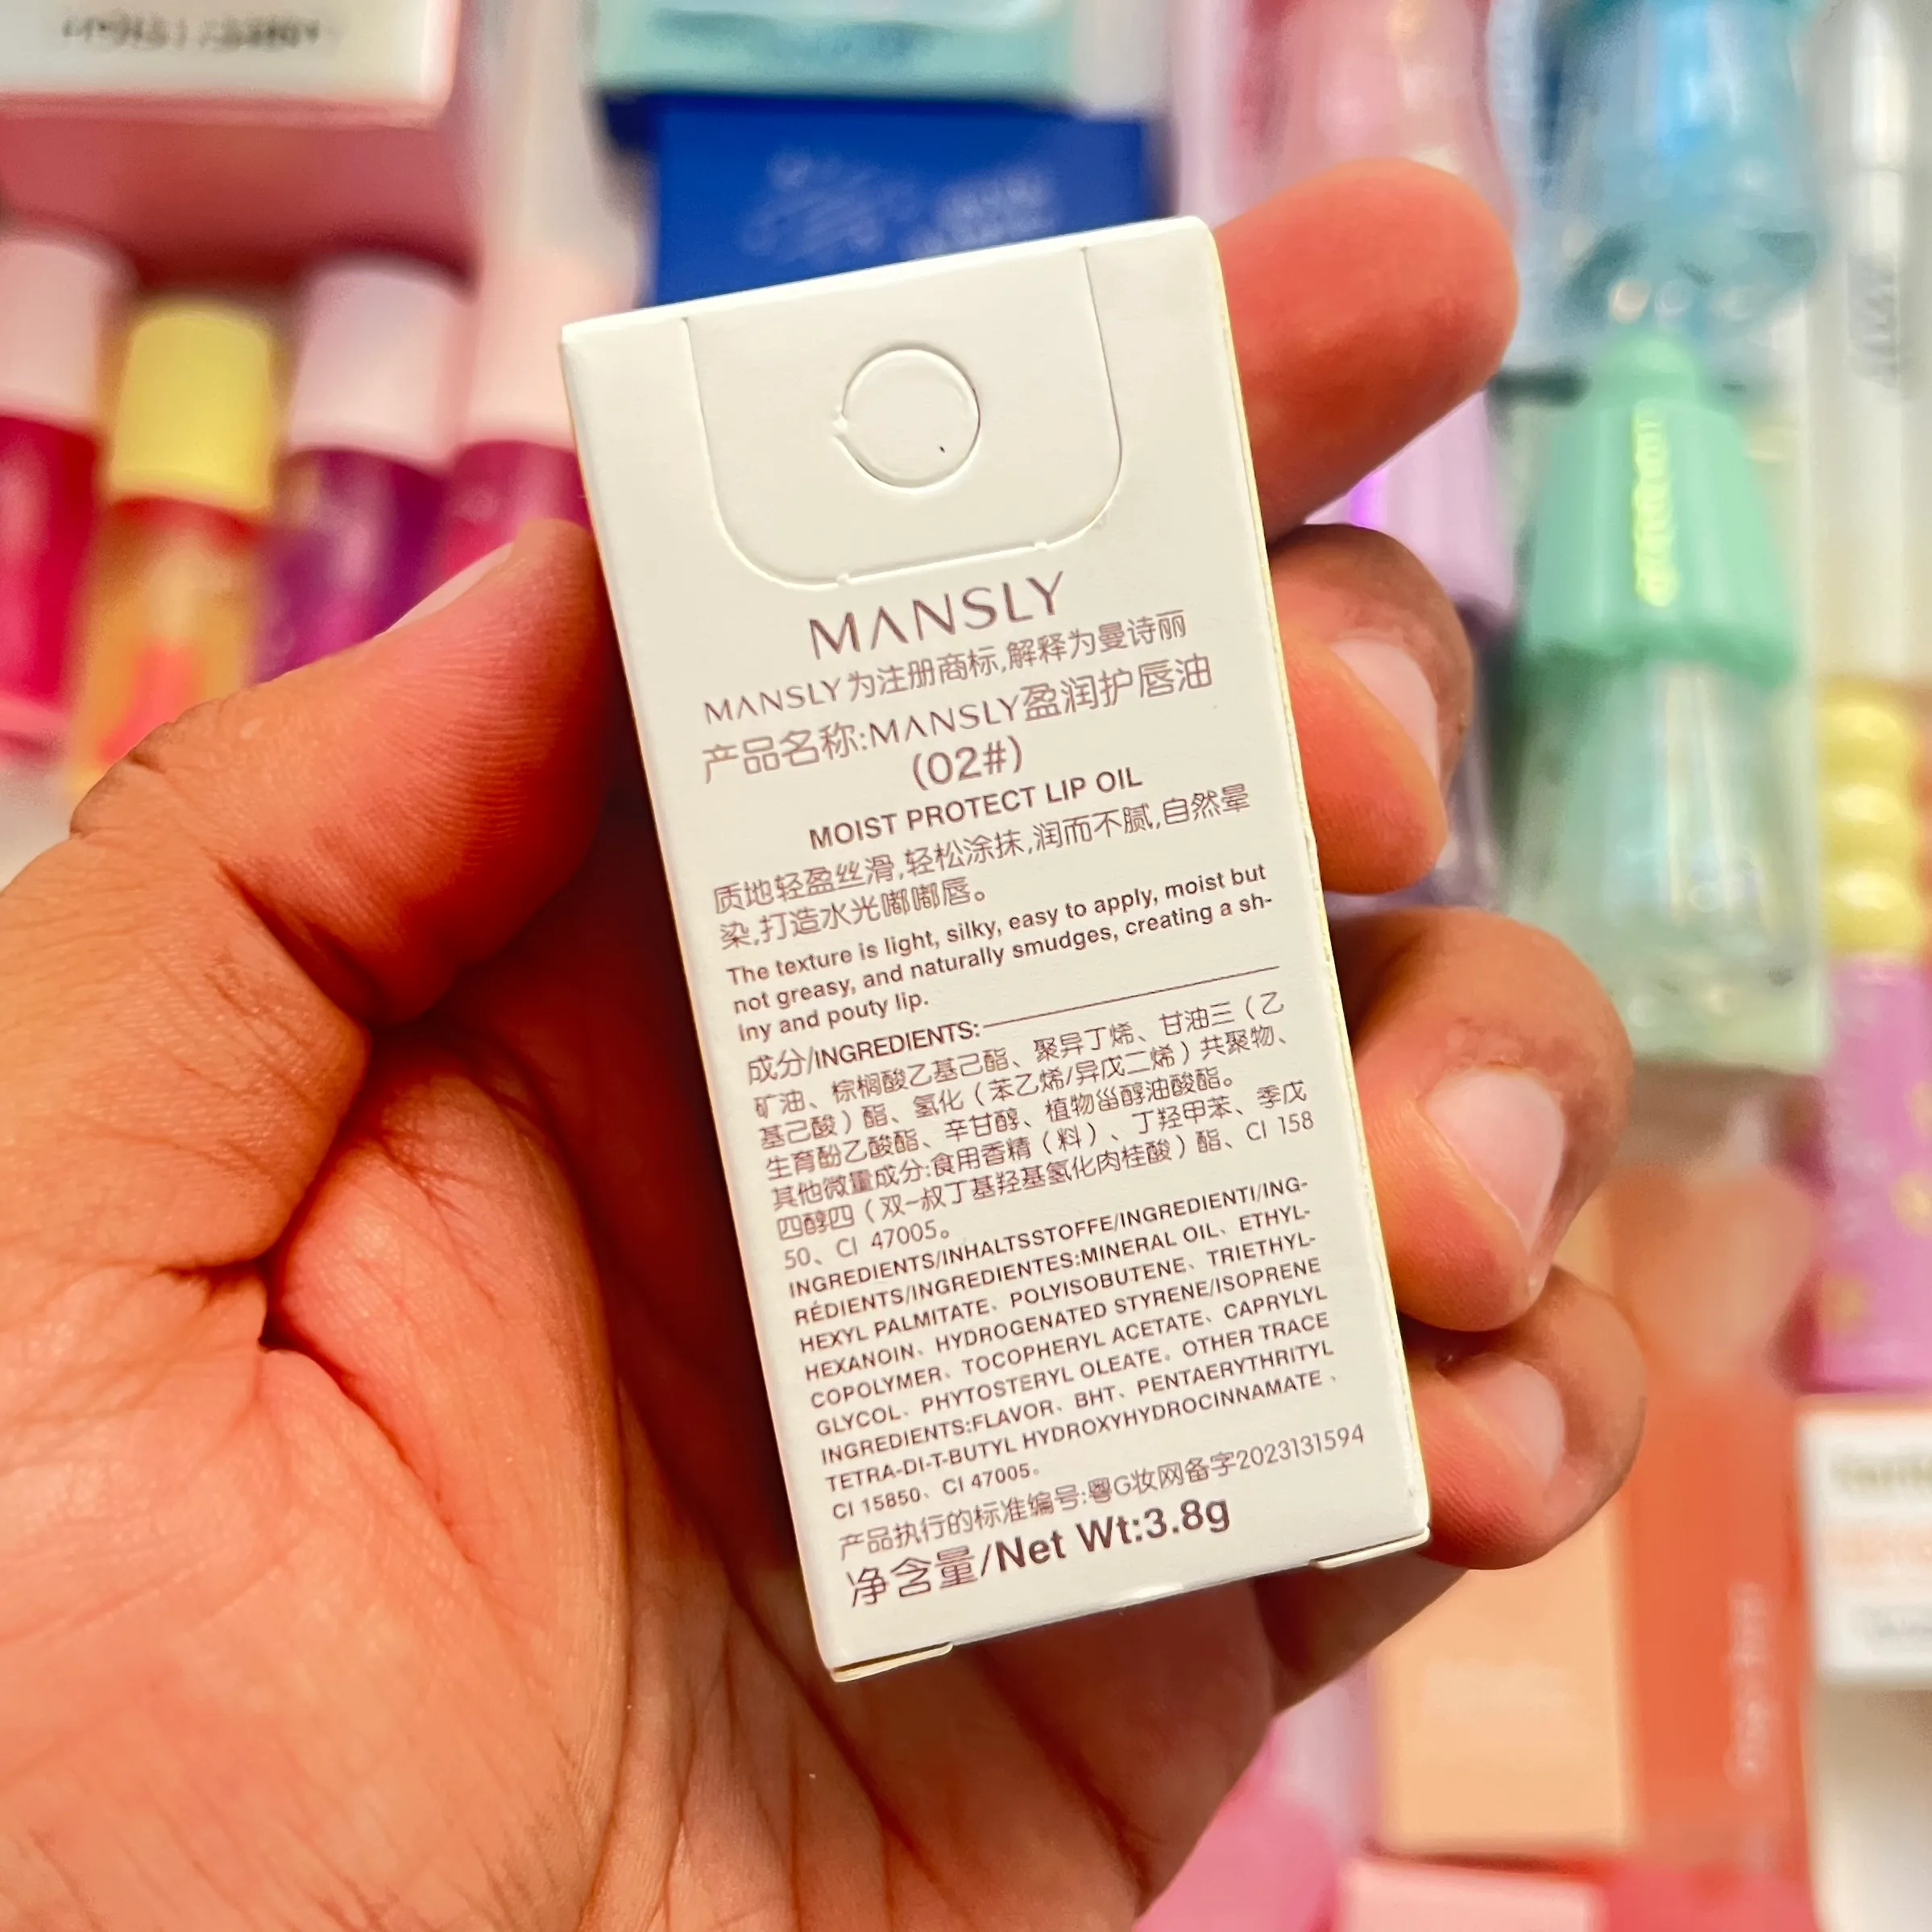 MANSLY
MANSLY为注册商标,解释为曼诗丽
产品名称:MANSLY盈润护唇油
(02#)
MOIST PROTECT LIP OIL
质地轻盈丝滑,轻松涂抹,润而不腻,自然晕
染,打造水光嘟嘟唇。
The texture is light, silky, easy to apply, moist but
not greasy, and naturally smudges, creating a sh-
iny and pouty lip.
成分/INGREDIENTS:
矿油、棕榈酸乙基己酯、聚异丁烯、甘油三（乙
基己酸）酯、氢化（苯乙烯/异戊二烯）共聚物、
生育酚乙酸酯、辛甘醇、植物甾醇油酸酯。
其他微量成分:食用香精（料）、丁羟甲苯、季戊
四醇四（双-叔丁基羟基氢化肉桂酸）酯、CI 158
50、CI 47005。
INGREDIENTS/INHALTSSTOFFE/INGREDIENTI/ING-
RÉDIENTS/INGREDIENTES:MINERAL OIL、ETHYL-
HEXYL PALMITATE、POLYISOBUTENE、TRIETHYL-
HEXANOIN、HYDROGENATED STYRENE/ISOPRENE
COPOLYMER、TOCOPHERYL ACETATE、CAPRYLYL
GLYCOL、PHYTOSTERYL OLEATE。OTHER TRACE
INGREDIENTS:FLAVOR、BHT、PENTAERYTHRITYL
TETRA-DI-T-BUTYL HYDROXYHYDROCINNAMATE、
CI 15850、CI 47005。
产品执行的标准编号:粤G妆网备字2023131594
净含量/Net Wt:3.8g